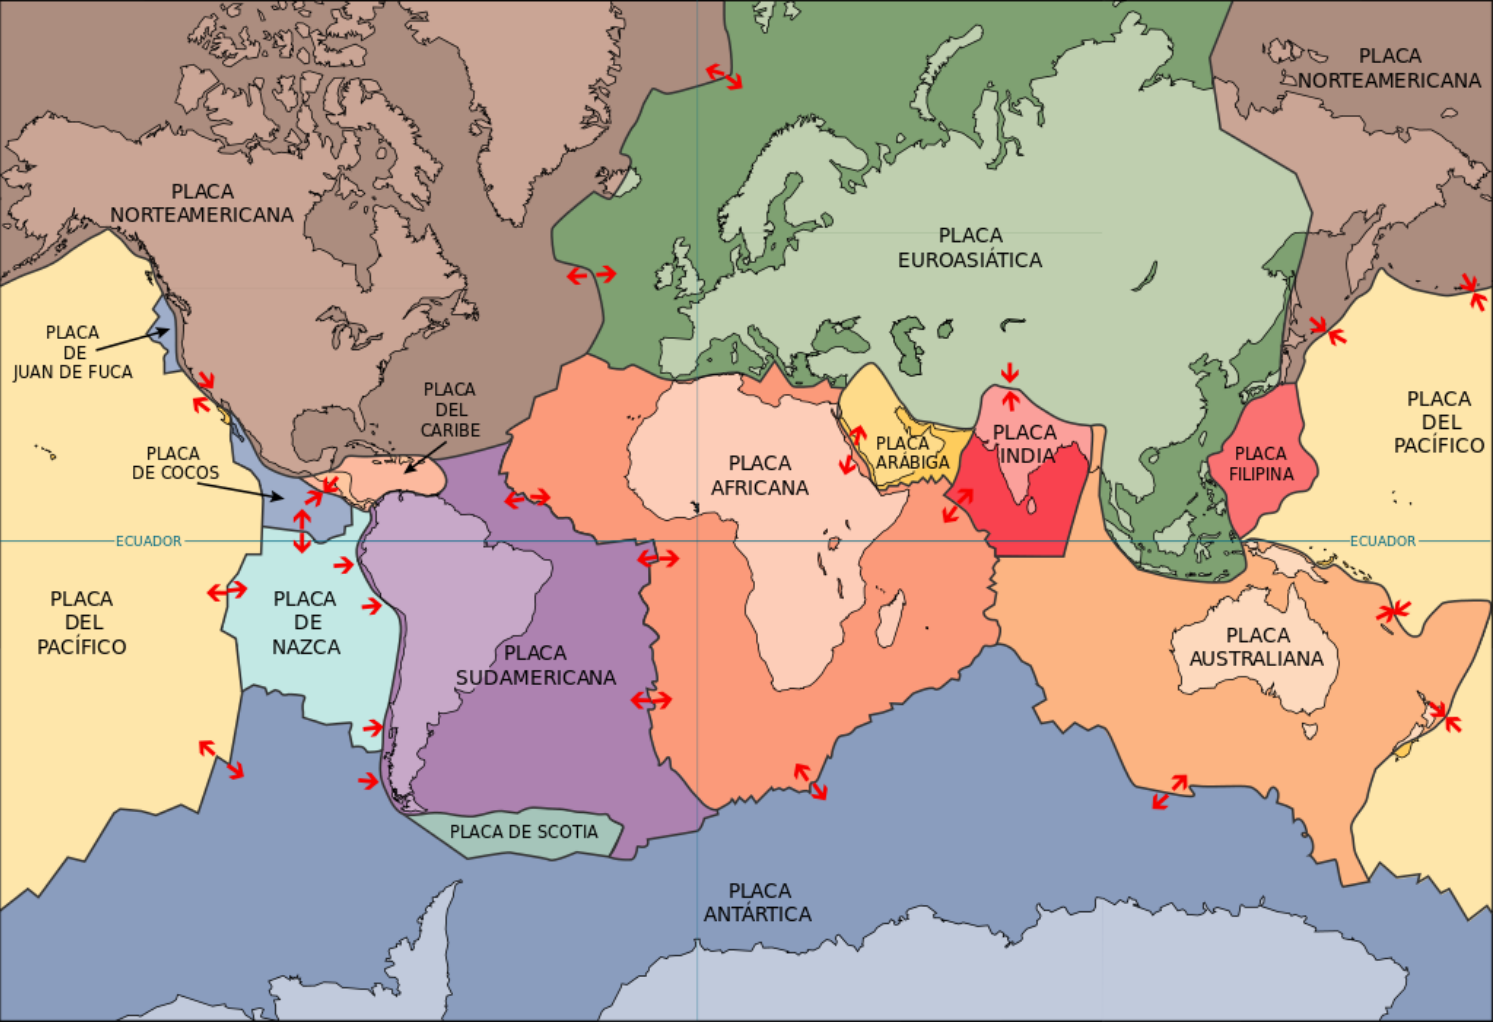 PLACA
NORTEAMERICANA
PLACA
NORTEAMERICANA
PLACA
EUROASIÁTICA
PLACA
DE
JUAN DE FUCA
PLACA
DEL
CARIBE
PLACA
DE COCOS
PLACA
AFRICANA
PLACA
ARÁBIGA
PLACA
INDIA
PLACA
FILIPINA
PLACA
DEL
PACÍFICO
ECUADOR
ECUADOR
PLACA
DEL
PACÍFICO
PLACA
DE
NAZCA
PLACA
SUDAMERICANA
PLACA
AUSTRALIANA
PLACA DE SCOTIA
PLACA
ANTÁRTICA